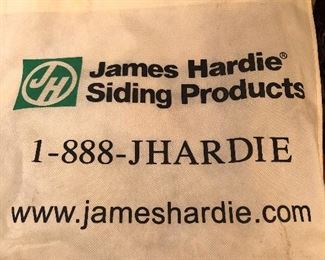 JH James Hardie®
Siding Products
1-888-JHARDIE
www.jameshardie.com